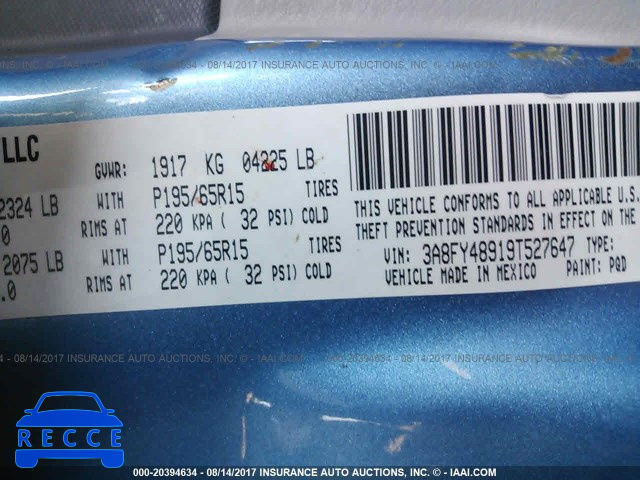 000-20394634 - 08/14/2017 INSURANCE AUTO AUCTIONS, INC. - IAAI.COM
LLC
GVWR: 1917 KG 04225 LB
2324 LB WITH P195/65R15 TIRES
0 RIMS AT 220 KPA ( 32 PSI) COLD
2075 LB WITH P195/65R15 TIRES
.0 RIMS AT 220 KPA ( 32 PSI) COLD
THIS VEHICLE CONFORMS TO ALL APPLICABLE U.S.
THEFT PREVENTION STANDARDS IN EFFECT ON THE
VIN: 3A8FY48919T527647 TYPE:
VEHICLE MADE IN MEXICO PAINT: PQD
08/14/2017 INSURANCE AUTO AUCTIONS, INC. - IAAI.COM
RECCE
000-20394634 - 08/14/2017 INSURANCE AUTO AUCTIONS, INC. - IAAI.COM